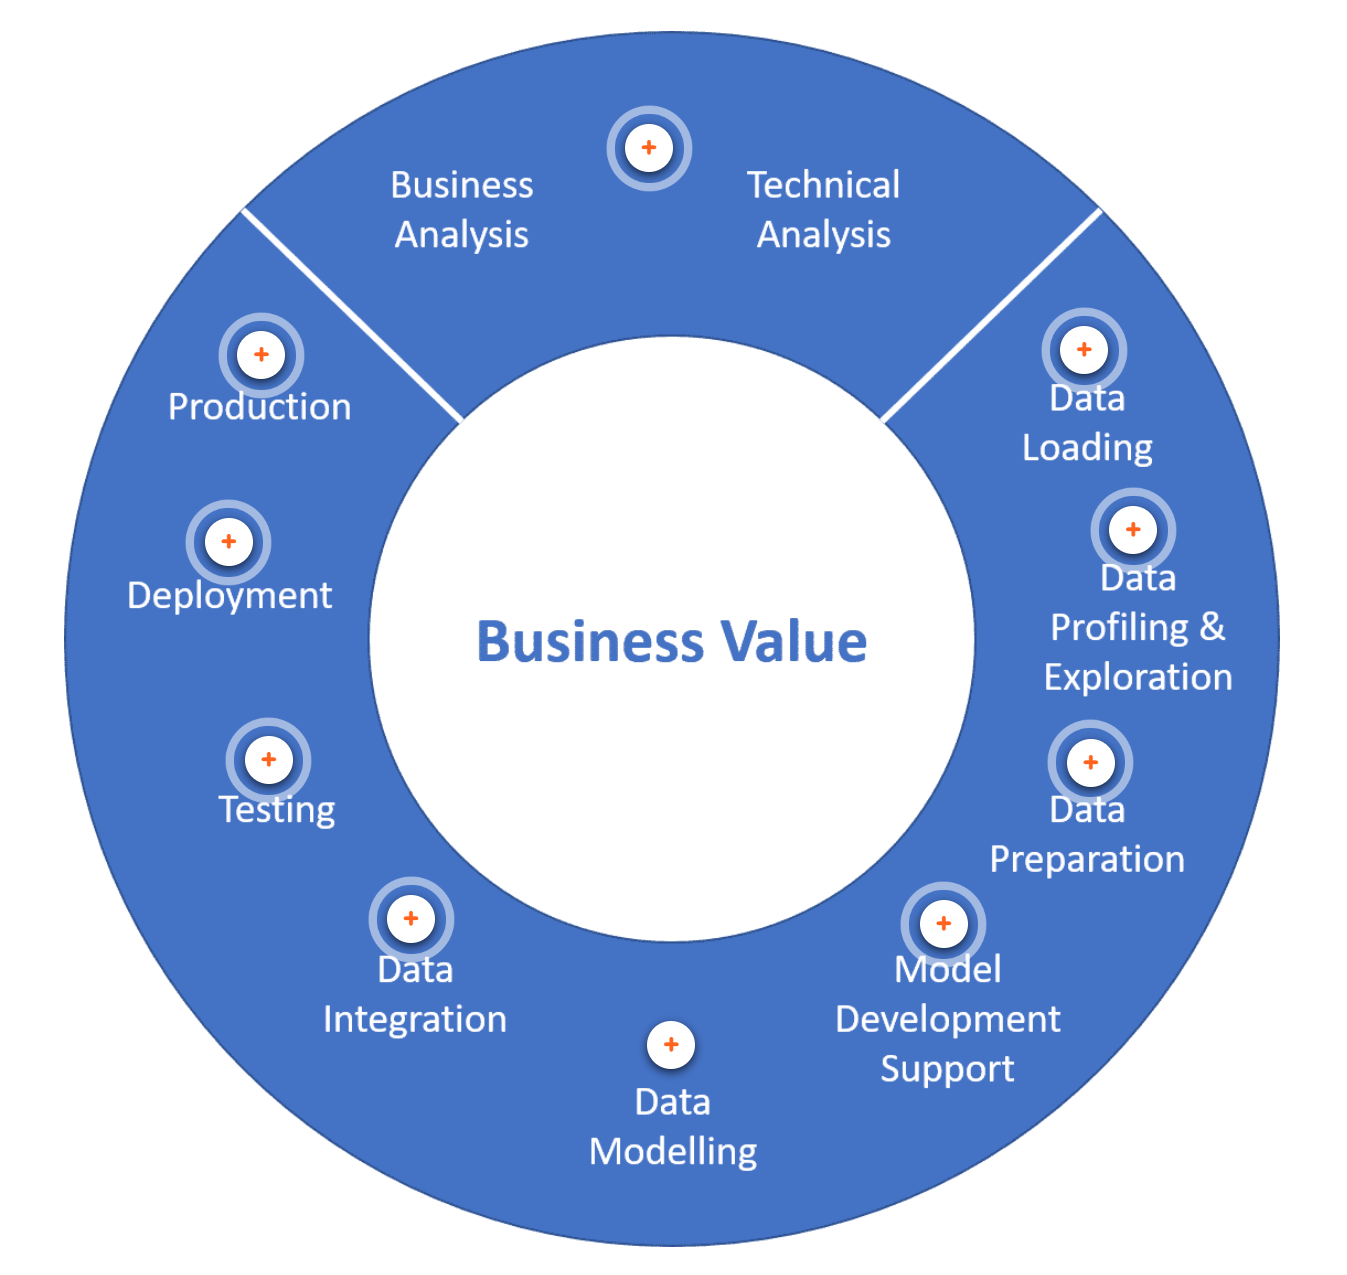 Business
Analysis
Technical
Analysis
Production
Data
Loading
Deployment
Data
Profiling &
Exploration
Business Value
Testing
Data
Preparation
Data
Integration
Model
Development
Support
Data
Modelling